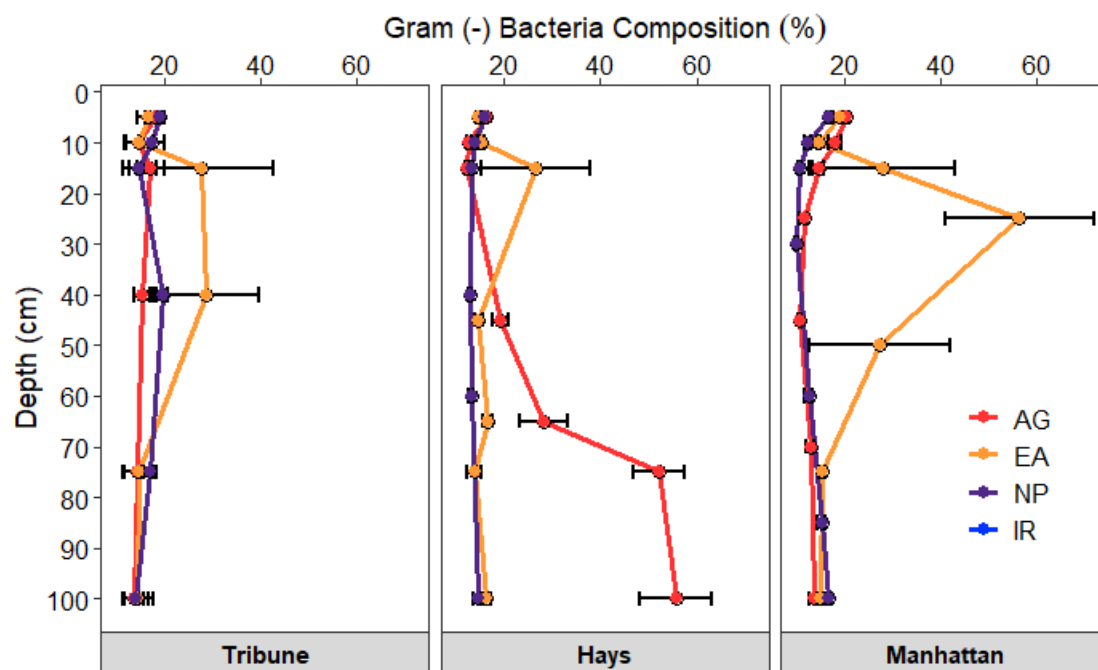 Gram (-) Bacteria Composition (%)
20 40 60 20 40 60 20 40 60
0
10
20
30
40
50
60
70
80
90
100
Depth (cm)
AG
EA
NP
IR
Tribune Hays Manhattan